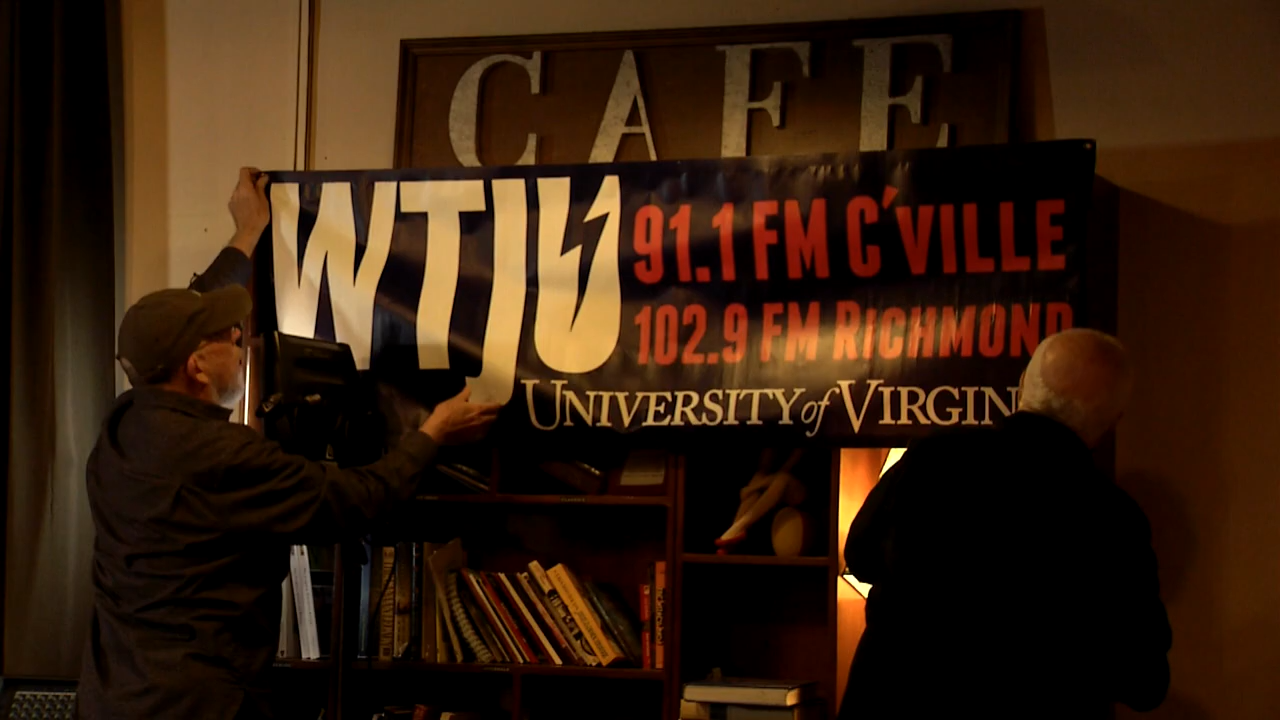 CAFE
WTJU
91.1 FM C'VILLE
102.9 FM RICHMOND
UNIVERSITY of VIRGIN